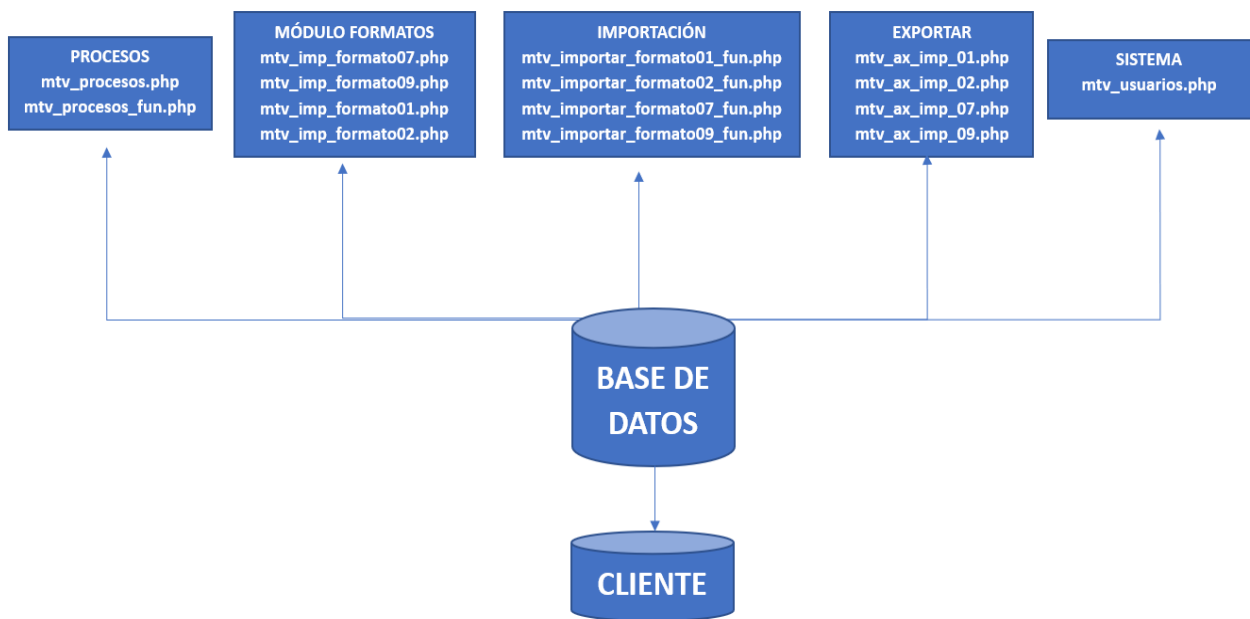 PROCESOS
mtv_procesos.php
mtv_procesos_fun.php
MÓDULO FORMATOS
mtv_imp_formato07.php
mtv_imp_formato09.php
mtv_imp_formato01.php
mtv_imp_formato02.php
IMPORTACIÓN
mtv_importar_formato01_fun.php
mtv_importar_formato02_fun.php
mtv_importar_formato07_fun.php
mtv_importar_formato09_fun.php
EXPORTAR
mtv_ax_imp_01.php
mtv_ax_imp_02.php
mtv_ax_imp_07.php
mtv_ax_imp_09.php
SISTEMA
mtv_usuarios.php
BASE DE
DATOS
CLIENTE